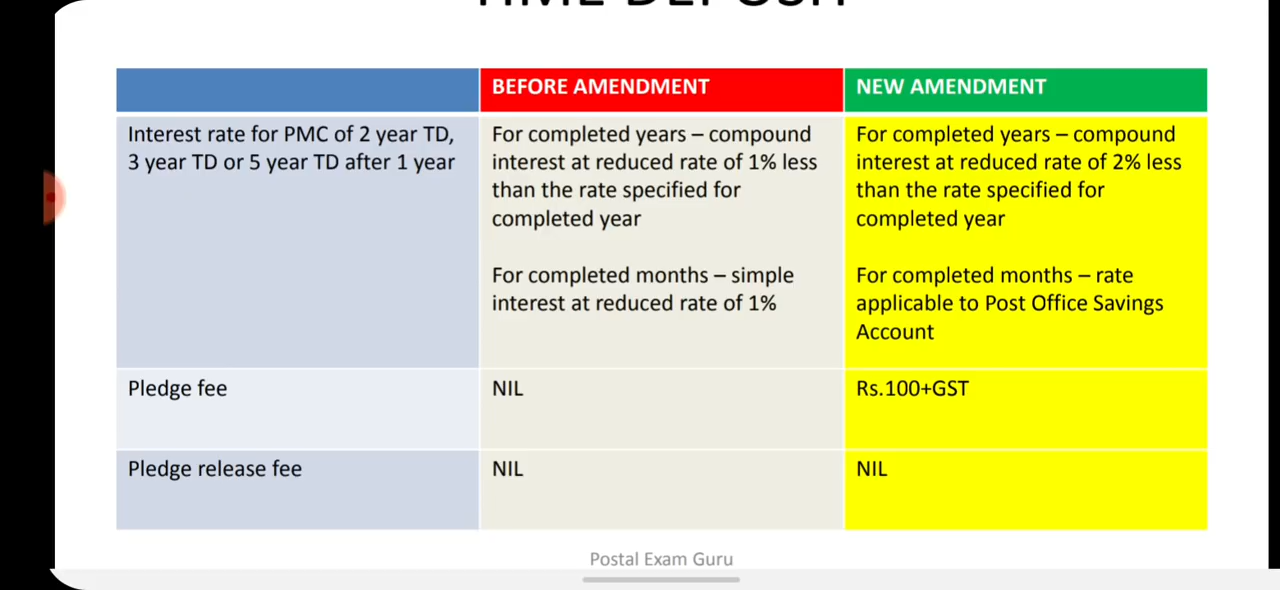 TIME DEPOSIT
BEFORE AMENDMENT
NEW AMENDMENT
Interest rate for PMC of 2 year TD,
3 year TD or 5 year TD after 1 year
For completed years – compound
interest at reduced rate of 1% less
than the rate specified for
completed year
For completed months – simple
interest at reduced rate of 1%
For completed years – compound
interest at reduced rate of 2% less
than the rate specified for
completed year
For completed months – rate
applicable to Post Office Savings
Account
Pledge fee
NIL
Rs.100+GST
Pledge release fee
NIL
NIL
Postal Exam Guru